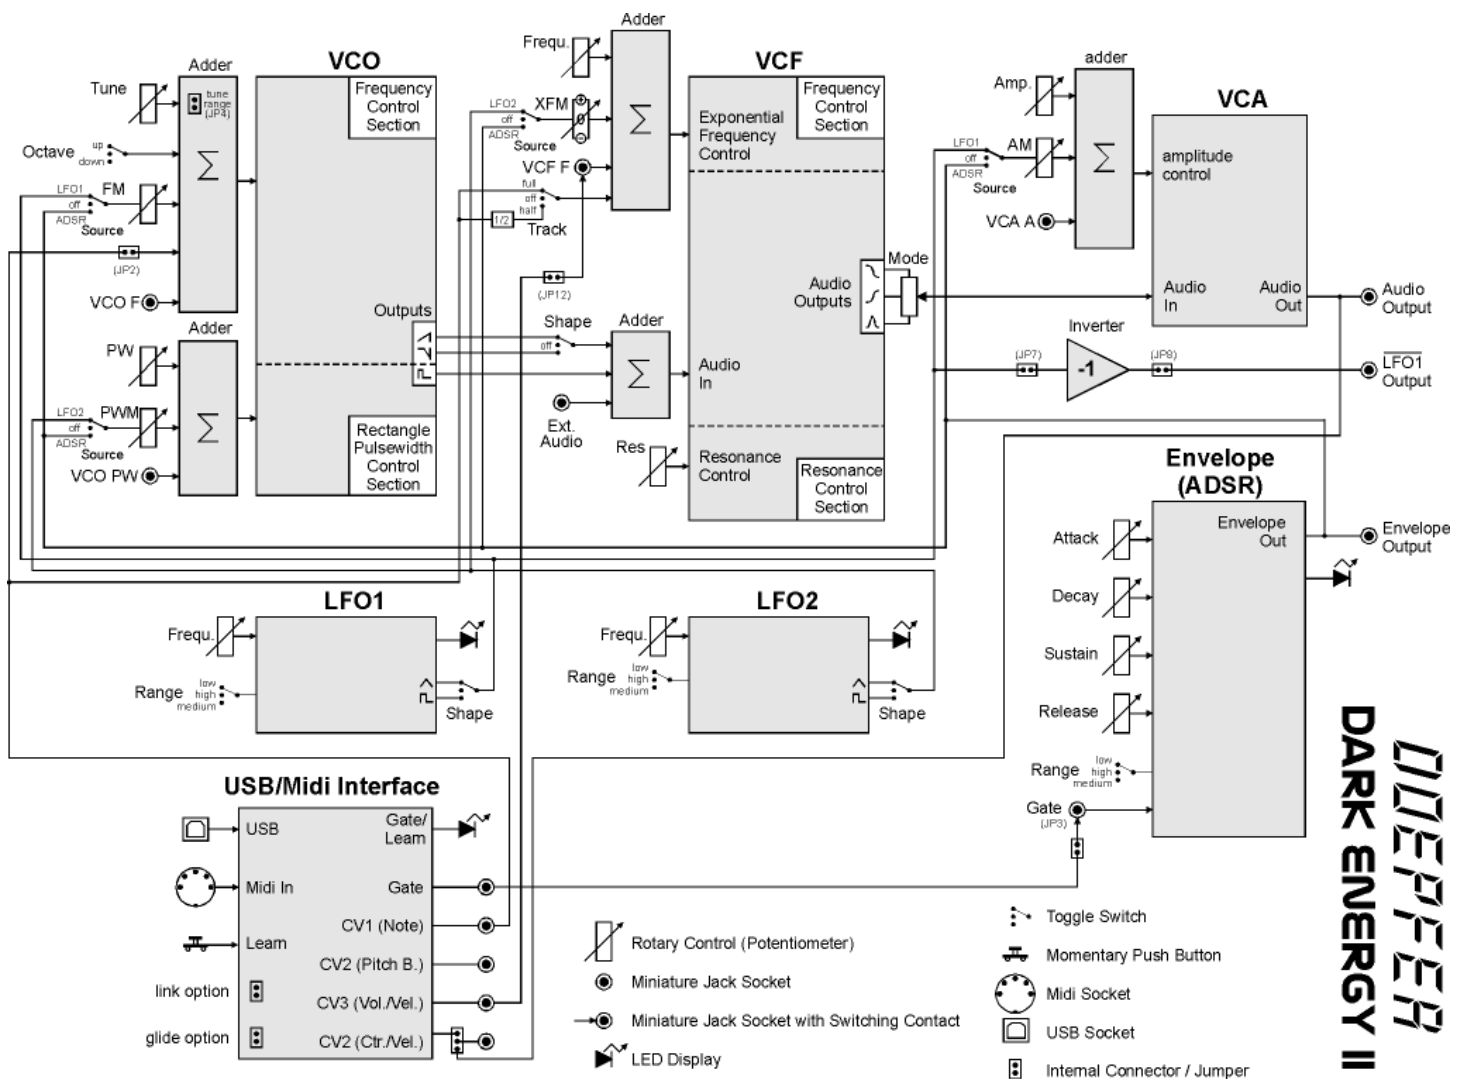 Adder
VCO
Adder
Tune
tune
range
(JP4)
Σ
Frequency
Control
Section
Octave
up
down
LFO1
off
ADSR
FM
Source
(JP2)
VCO F
Outputs
Adder
PW
Σ
LFO2
off
ADSR
PWM
Source
VCO PW
Rectangle
Pulsewidth
Control
Section
Frequ.
LFO2
off
ADSR
XFM
0
Source
Σ
VCF F
full
off
half
1/2
Track
(JP12)
Shape
off
Adder
Σ
Ext.
Audio
Res
VCF
Frequency
Control
Section
Exponential
Frequency
Control
Mode
Audio
Outputs
Audio
In
Resonance
Control
Resonance
Control
Section
adder
VCA
Amp.
LFO1
off
ADSR
AM
Source
Σ
VCA A
amplitude
control
Audio
In
Audio
Out
Audio
Output
Inverter
(JP7)
-1
(JP8)
LFO1
Output
Envelope
(ADSR)
Envelope
Out
Envelope
Output
Attack
Decay
Sustain
Release
Range
low
high
medium
Gate
(JP3)
LFO1
Frequ.
Range
low
high
medium
Shape
LFO2
Frequ.
Range
low
high
medium
Shape
USB/Midi Interface
USB
Gate/
Learn
Midi In
Gate
CV1 (Note)
Learn
CV2 (Pitch B.)
link option
CV3 (Vol./Vel.)
glide option
CV2 (Ctr./Vel.)
Rotary Control (Potentiometer)
Miniature Jack Socket
Miniature Jack Socket with Switching Contact
LED Display
Toggle Switch
Momentary Push Button
Midi Socket
USB Socket
Internal Connector / Jumper
DOEPFER
DARK ENERGY II